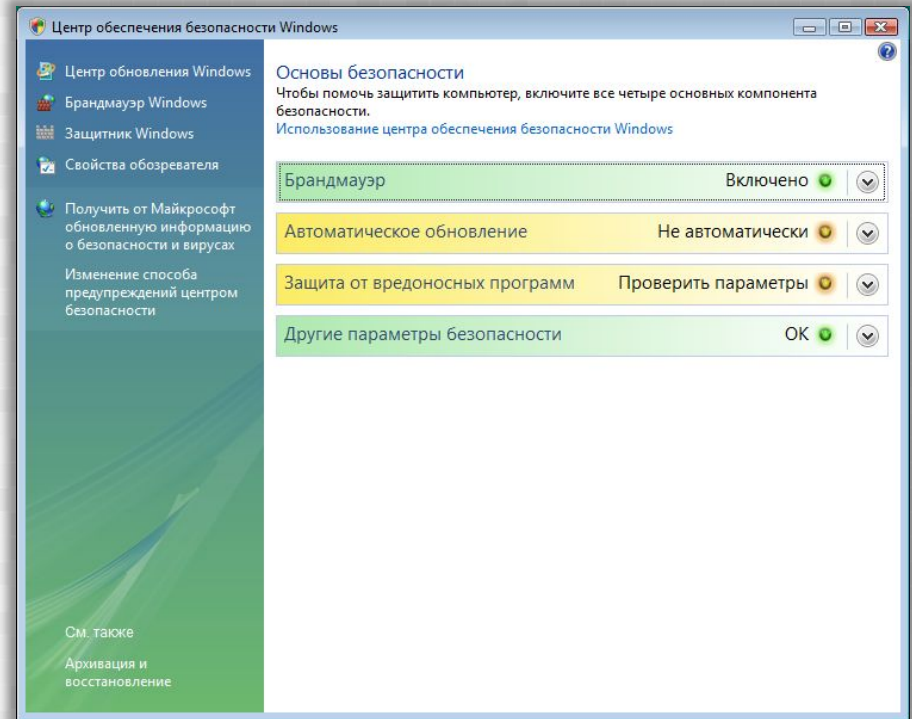 Центр обеспечения безопасности Windows
Центр обновления Windows
Брандмауэр Windows
Защитник Windows
Свойства обозревателя
Получить от Майкрософт
обновленную информацию
о безопасности и вирусах
Изменение способа
предупреждений центром
безопасности
См. также
Архивация и
восстановление
Основы безопасности
Чтобы помочь защитить компьютер, включите все четыре основных компонента
безопасности.
Использование центра обеспечения безопасности Windows
Брандмауэр Включено
Автоматическое обновление Не автоматически
Защита от вредоносных программ Проверить параметры
Другие параметры безопасности ОК